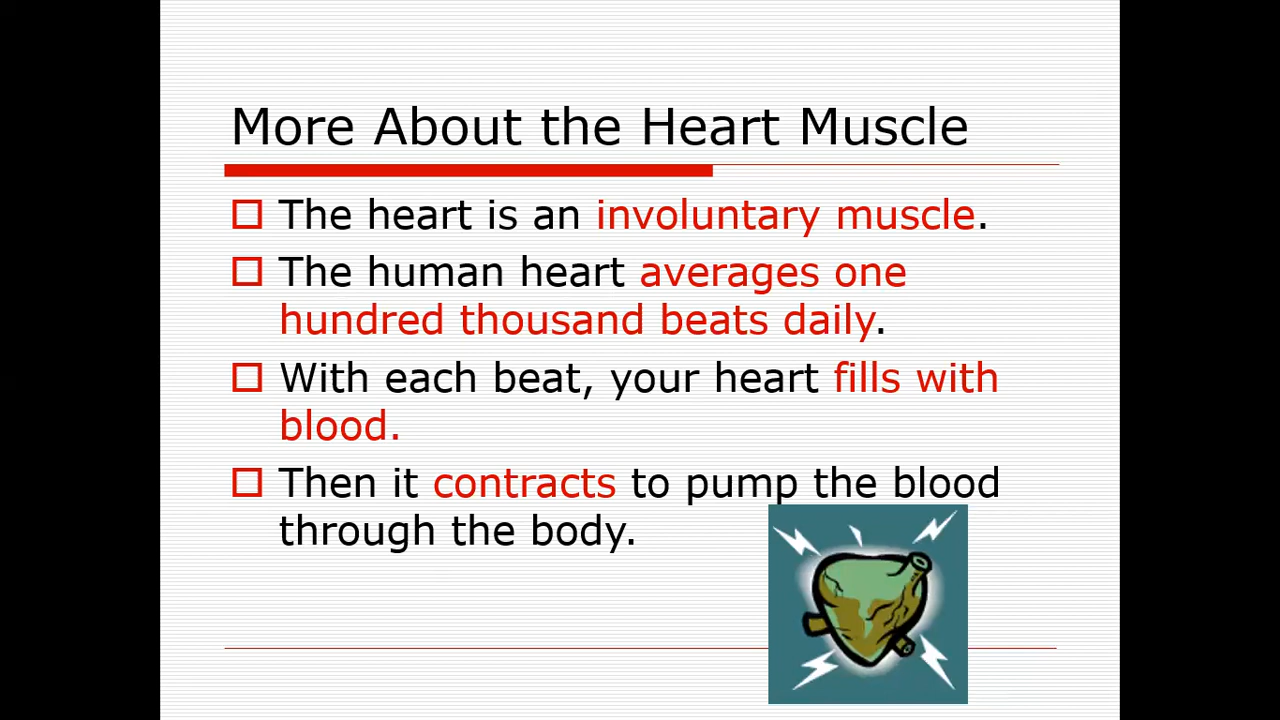 More About the Heart Muscle
The heart is an involuntary muscle.
The human heart averages one
hundred thousand beats daily.
With each beat, your heart fills with
blood.
Then it contracts to pump the blood
through the body.